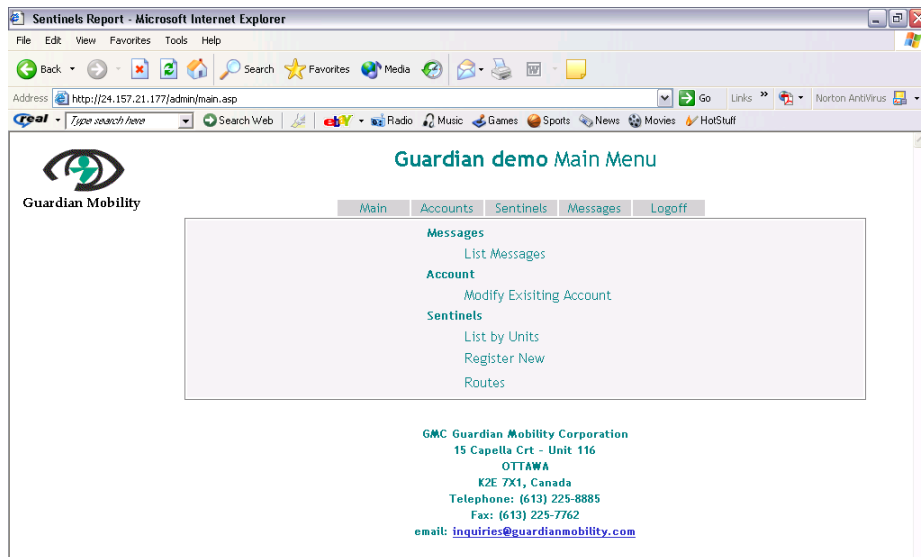 Sentinels Report - Microsoft Internet Explorer
File Edit View Favorites Tools Help
Back Search Favorites Media
Address http://24.157.21.177/admin/main.asp Go Links » Norton AntiVirus
real Type search here Search Web ebY Radio Music Games Sports News Movies HotStuff
Guardian demo Main Menu
Guardian Mobility
Main Accounts Sentinels Messages Logoff
Messages
List Messages
Account
Modify Exisiting Account
Sentinels
List by Units
Register New
Routes
GMC Guardian Mobility Corporation
15 Capella Crt - Unit 116
OTTAWA
K2E 7X1, Canada
Telephone: (613) 225-8885
Fax: (613) 225-7762
email: inquiries@guardianmobility.com